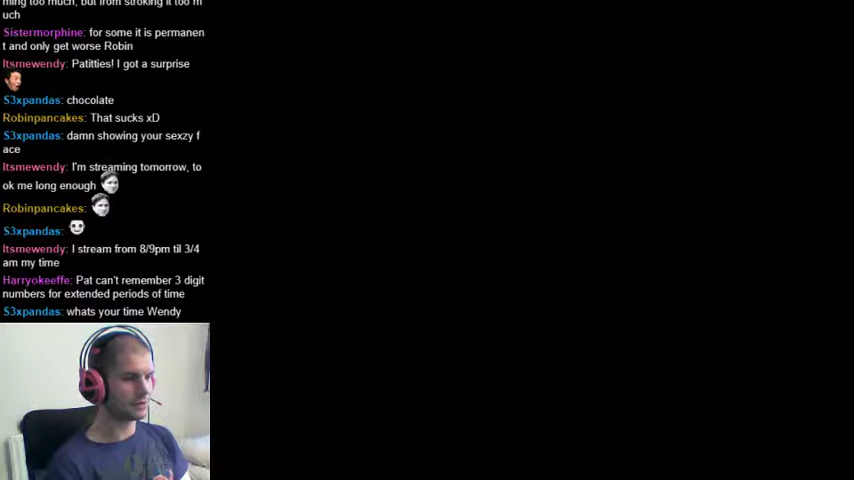 ming too much, but from stroking it too m
uch
Sistermorphine: for some it is permanen
t and only get worse Robin
Itsmewendy: Patitties! I got a surprise
S3xpandas: chocolate
Robinpancakes: That sucks xD
S3xpandas: damn showing your sexzy f
ace
Itsmewendy: I'm streaming tomorrow, to
ok me long enough
Robinpancakes:
S3xpandas:
Itsmewendy: I stream from 8/9pm til 3/4
am my time
Harryokeeffe: Pat can't remember 3 digit
numbers for extended periods of time
S3xpandas: whats your time Wendy